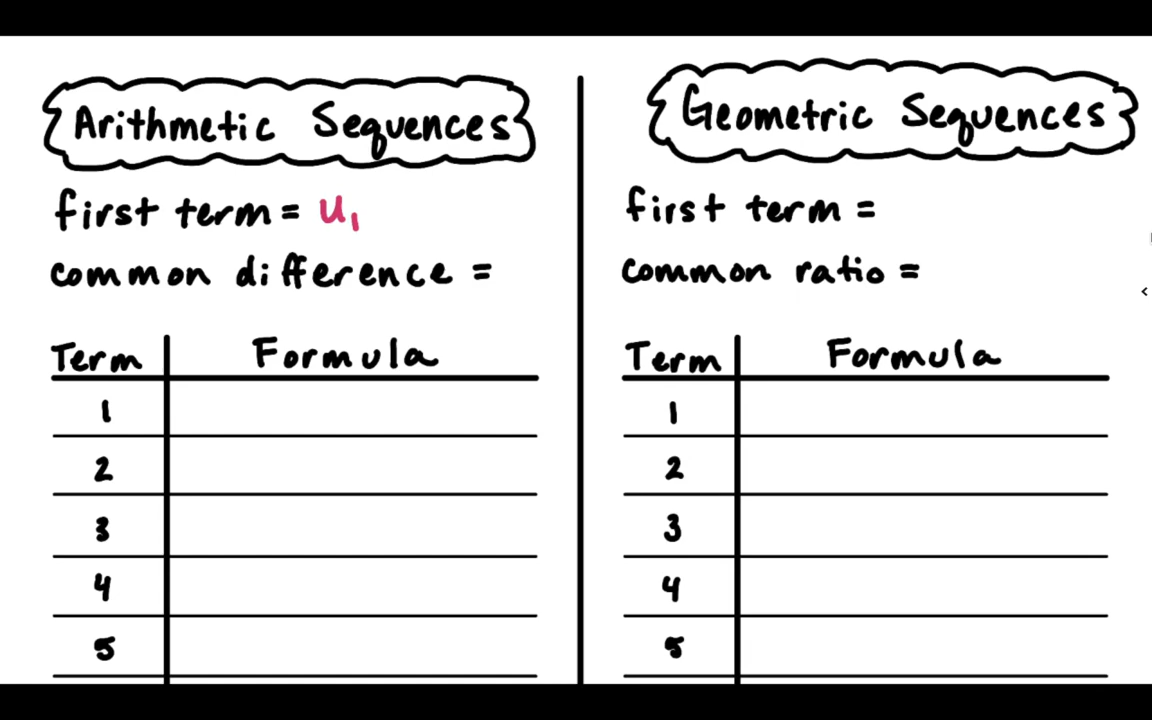 Arithmetic Sequences
first term = u₁
common difference =
Term Formula
1
2
3
4
5
Geometric Sequences
first term =
common ratio =
Term Formula
1
2
3
4
5